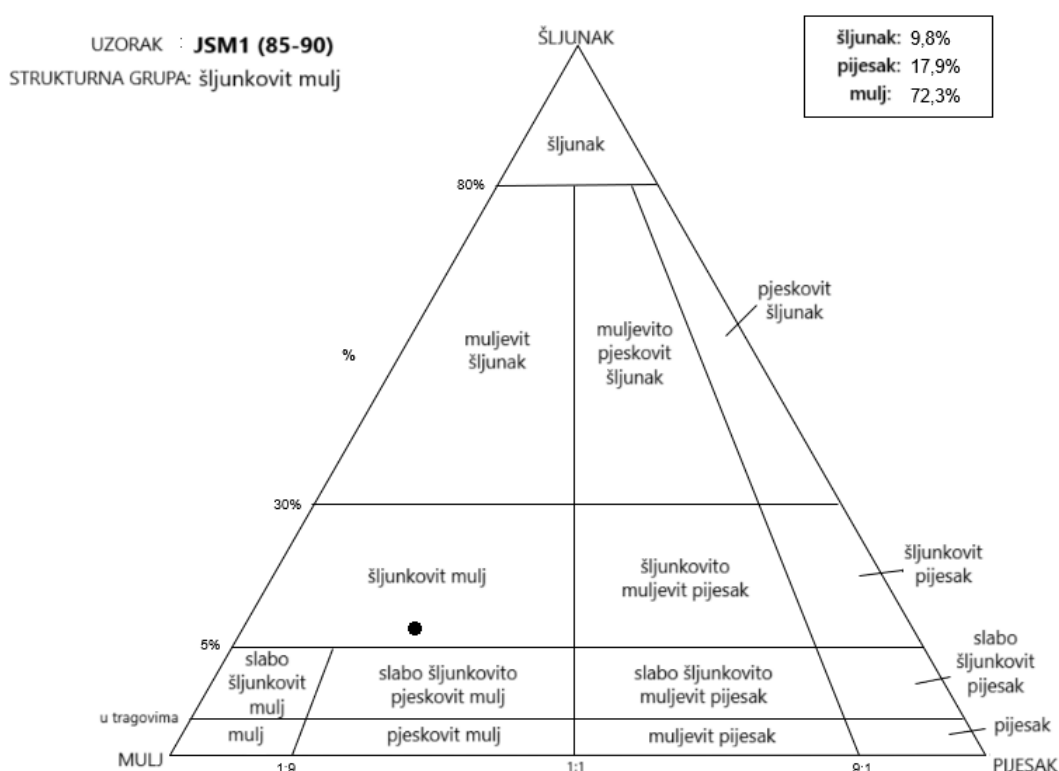 UZORAK : JSM1 (85-90)
STRUKTURNA GRUPA: šljunkovit mulj
ŠLJUNAK
šljunak: 9,8%
pijesak: 17,9%
mulj: 72,3%
šljunak
80%
pjeskovit
šljunak
muljevit
šljunak
muljevito
pjeskovit
šljunak
%
30%
šljunkovit mulj
šljunkovito
muljevit pijesak
šljunkovit
pijesak
5%
slabo
šljunkovit
mulj
slabo šljunkovito
pjeskovit mulj
slabo šljunkovito
muljevit pijesak
slabo
šljunkovit
pijesak
u tragovima
mulj
pjeskovit mulj
muljevit pijesak
pijesak
MULJ
1:9
1:1
9:1
PIJESAK